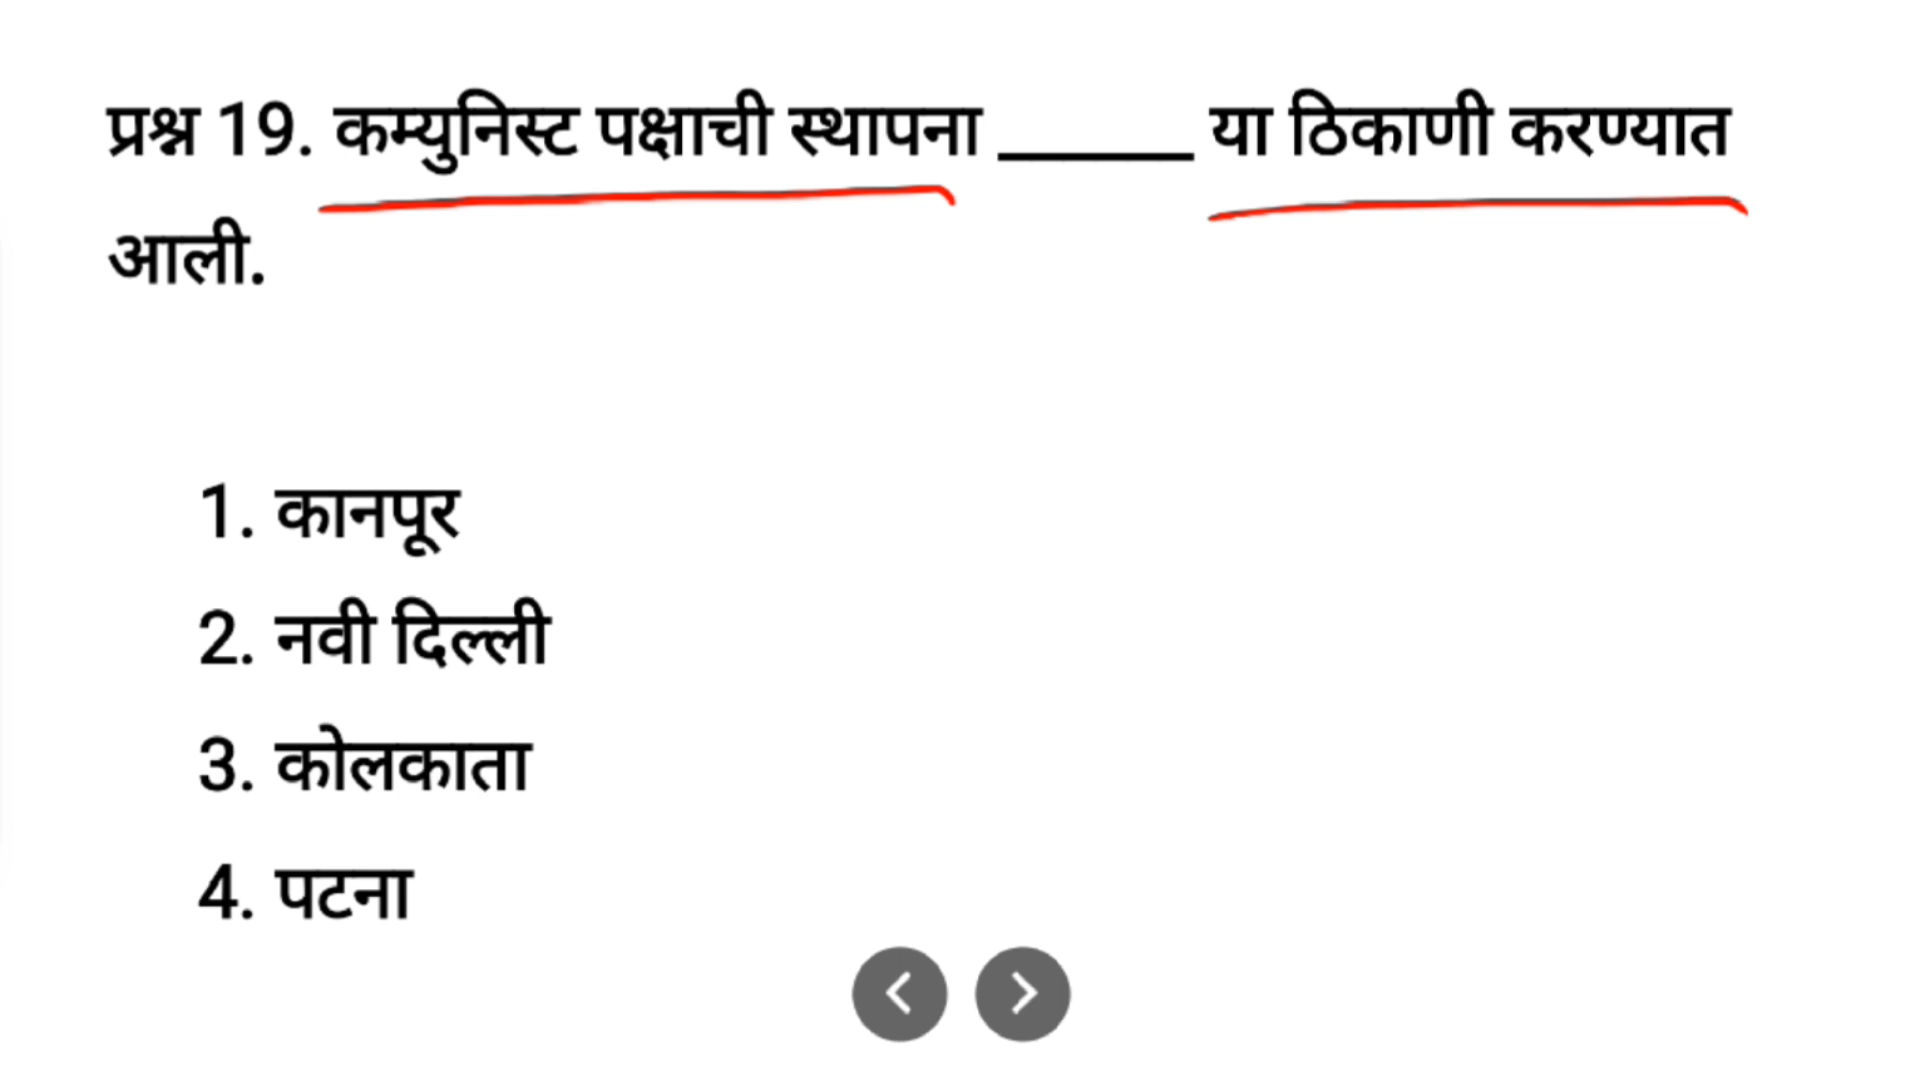 प्रश्न 19. कम्युनिस्ट पक्षाची स्थापना ______ या ठिकाणी करण्यात
आली.
1. कानपूर
2. नवी दिल्ली
3. कोलकाता
4. पटना